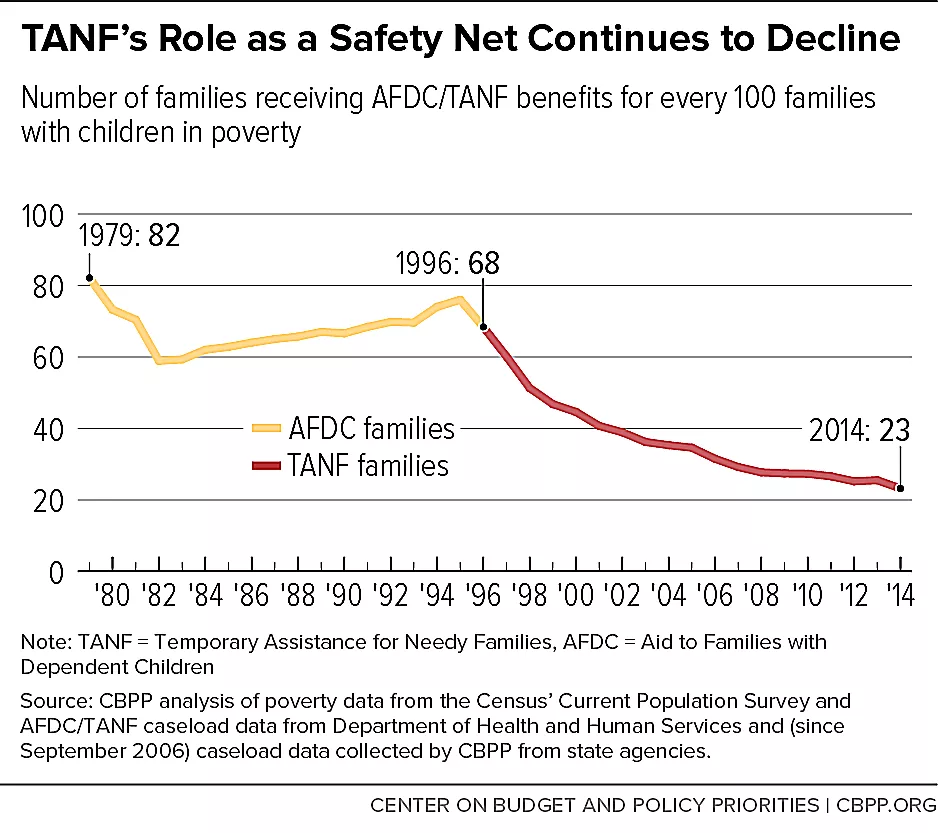 TANF’s Role as a Safety Net Continues to Decline
Number of families receiving AFDC/TANF benefits for every 100 families
with children in poverty
100
1979: 82
1996: 68
80
60
40
AFDC families
2014: 23
TANF families
20
0
'80 '82 '84 '86 '88 '90 '92 '94 '96 '98 '00 '02 '04 '06 '08 '10 '12 '14
Note: TANF = Temporary Assistance for Needy Families, AFDC = Aid to Families with
Dependent Children
Source: CBPP analysis of poverty data from the Census’ Current Population Survey and
AFDC/TANF caseload data from Department of Health and Human Services and (since
September 2006) caseload data collected by CBPP from state agencies.
CENTER ON BUDGET AND POLICY PRIORITIES | CBPP.ORG